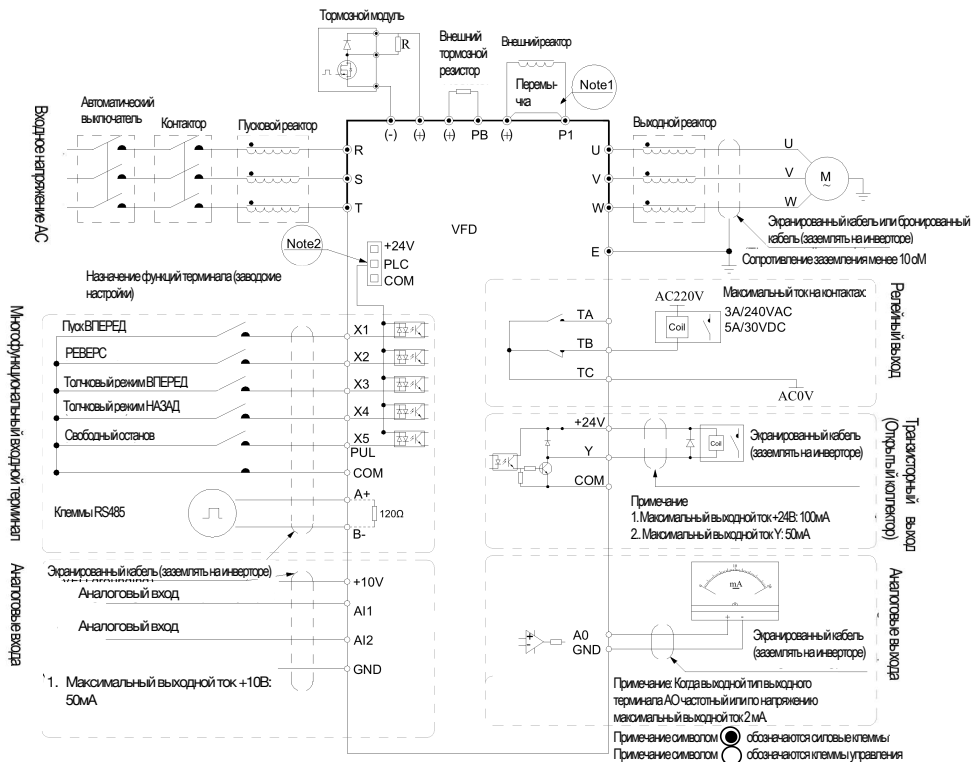 Тормозной модуль
R
Внешний
тормозной
резистор
Внешний реактор
Перемы-
чка
Note1
Входное напряжение AC
Автоматический
выключатель
Контактор
Пусковой реактор
(-)
(+)
(+)
PB
(+)
P1
Выходной реактор
R
S
T
VFD
U
V
W
E
U
V
W
M
~
Экранированный кабель или бронированный
кабель (заземлять на инверторе)
Сопротивление заземления менее 10 оМ
Note2
+24V
PLC
COM
Назначение функций терминала (заводские
настройки)
Многофункциональный входной терминал
Пуск ВПЕРЕД
РЕВЕРС
Толчковый режим ВПЕРЕД
Толчковый режим НАЗАД
Свободный останов
X1
X2
X3
X4
X5
PUL
COM
Клеммы RS485
A+
120Ω
B-
Экранированный кабель (заземлять на инверторе)
Аналоговые входа
Аналоговый вход
Аналоговый вход
+10V
AI1
AI2
GND
1. Максимальный выходной ток +10В:
50мА
Релейный выход
TA
TB
TC
AC220V
Coil
Максимальный ток на контактах:
3A/240VAC
5A/30VDC
AC0V
Транзисторный выход
(Открытый коллектор)
+24V
Y
COM
Coil
Экранированный кабель
(заземлять на инверторе)
Примечание
1. Максимальный выходной ток +24В: 100мА
2.. Максимальный выходной ток Y: 50мА
Аналоговые выхода
mA
A0
GND
Экранированный кабель
(заземлять на инверторе)
Примечание: Когда выходной тип выходного
терминала АО частотный или по напряжению
максимальный выходной ток 2 мА.
Примечание символом обозначаются силовые клеммы
Примечание символом обозначаются клеммы управления